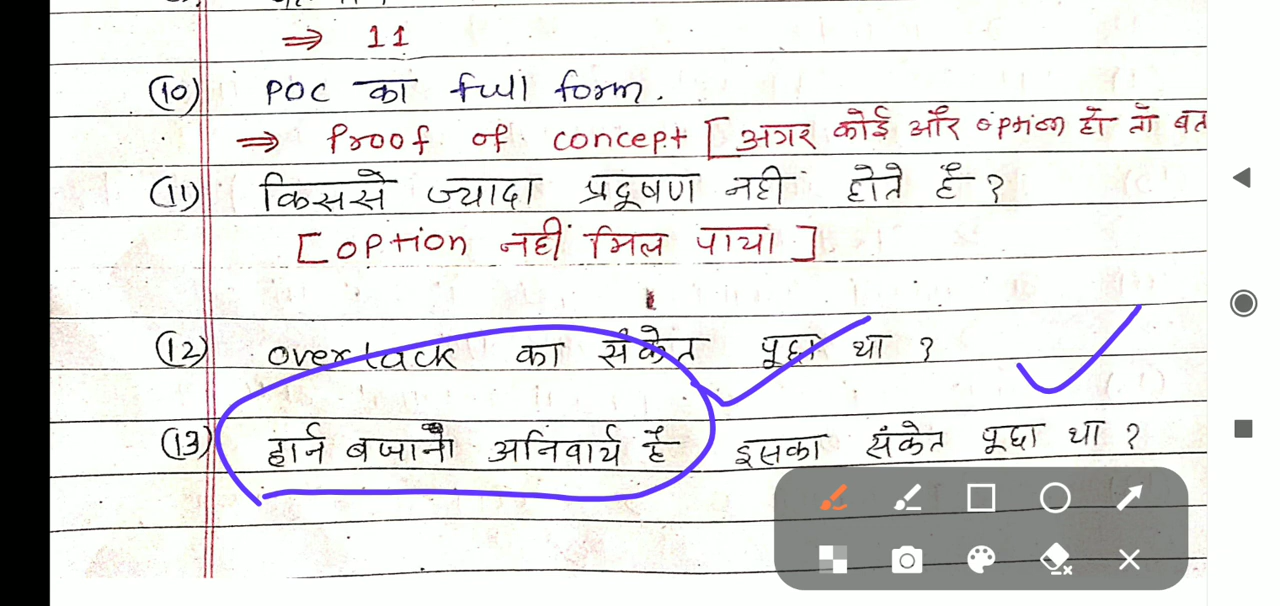 ⇒ 11
(10) POC का full form.
⇒ Proof of concept [अगर कोई और option हो तो बत
(11) किससे ज्यादा प्रदूषण नही होते है ?
[option नहीं मिल पाया]
(12) overtack का संकेत पूछा था ?
(13) हार्न बजाना अनिवार्य है इसका संकेत पूछा था ?